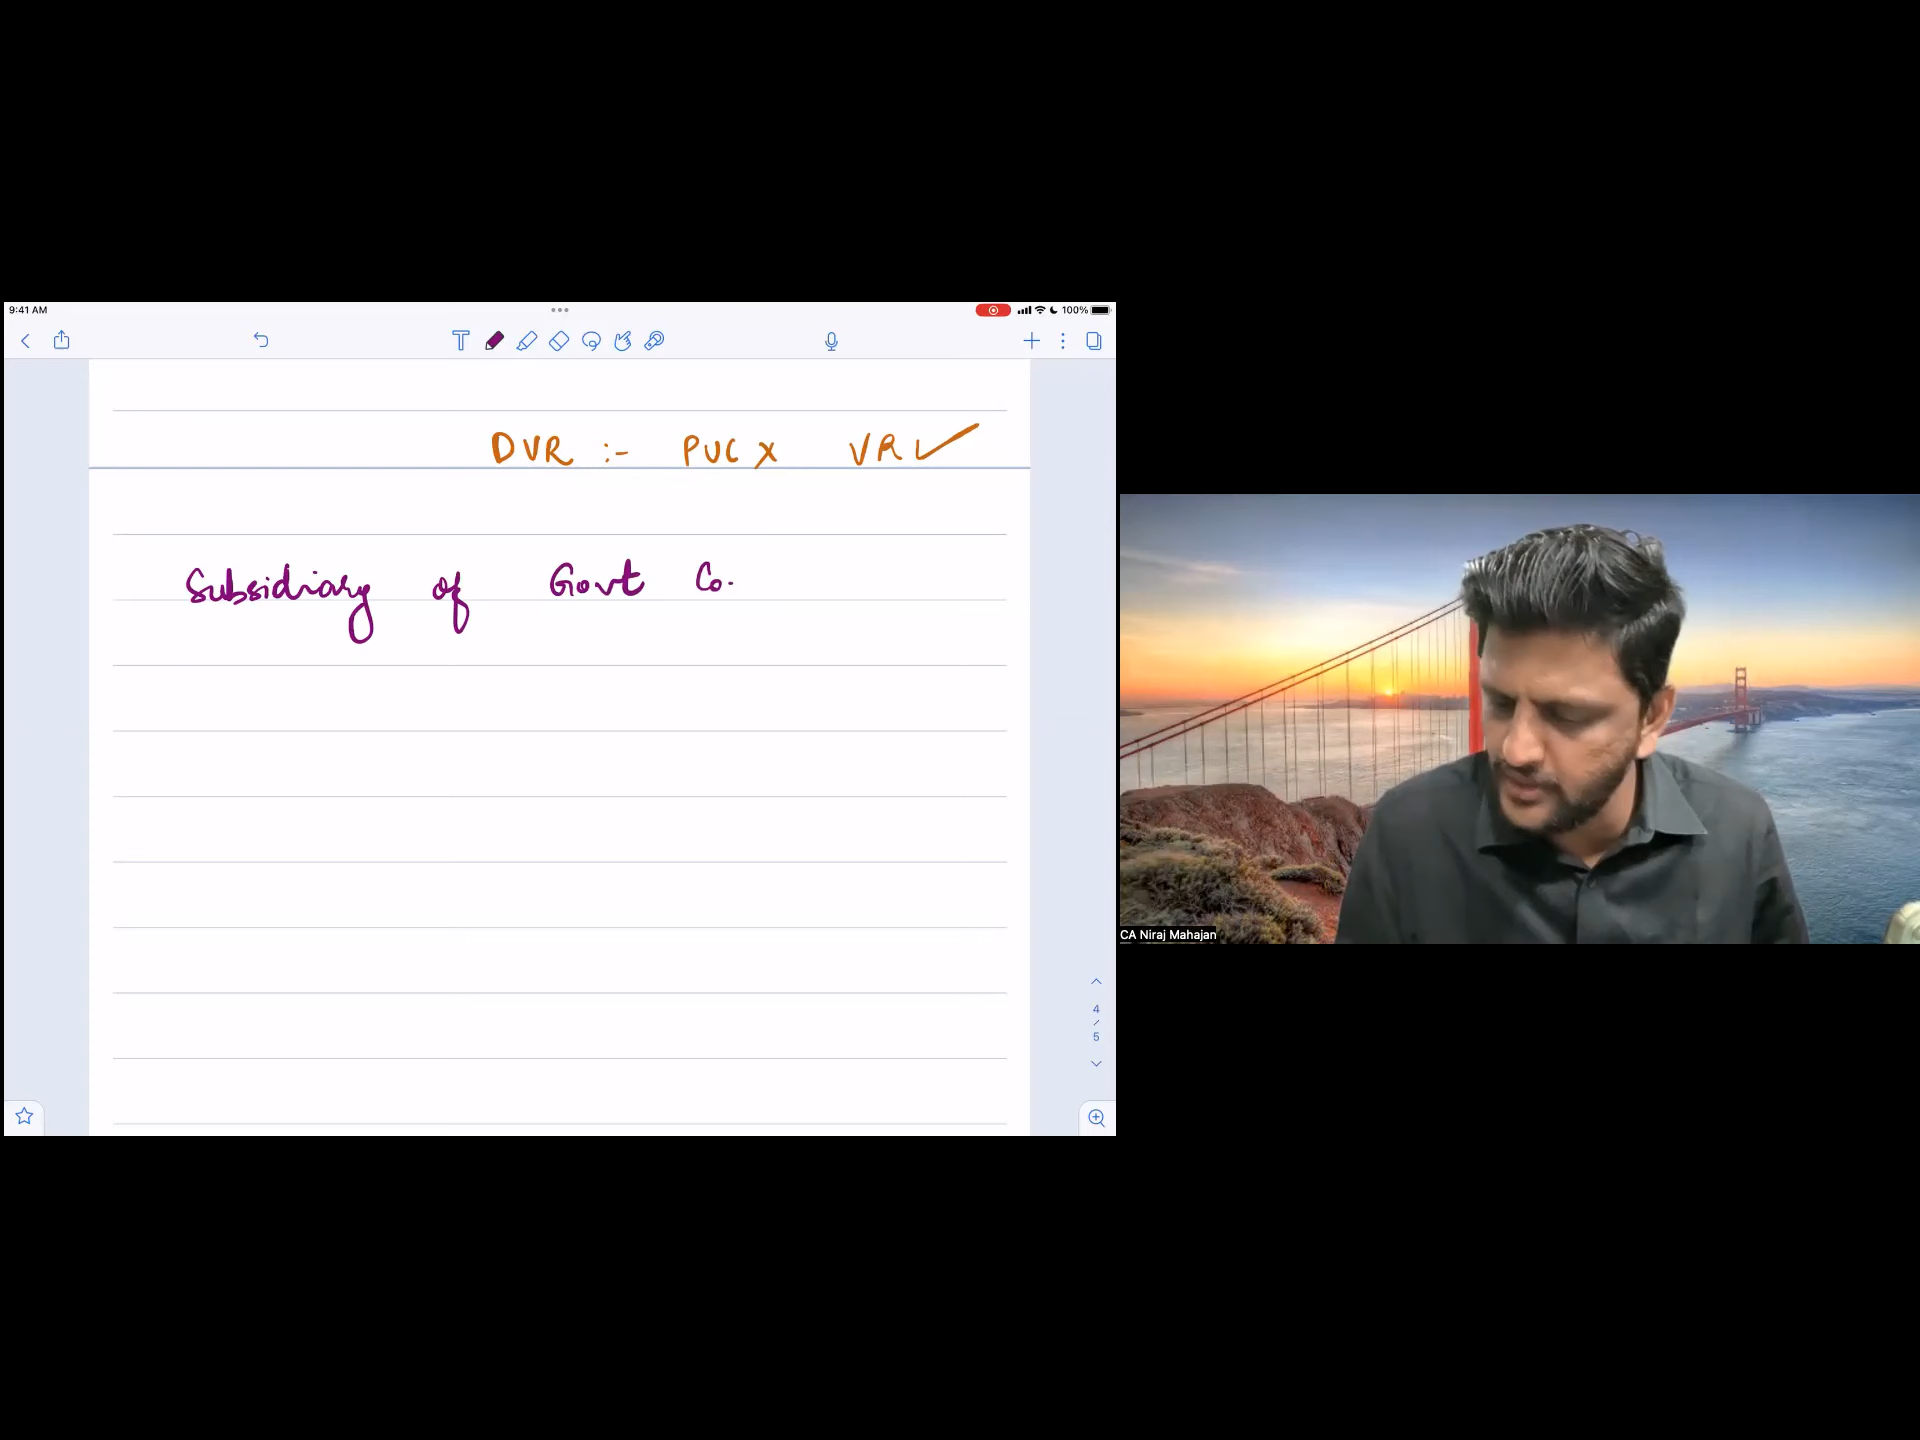 9:41 AM
100%
T
DVR :- PUC x VR ✓
Subsidiary of Govt Co.
4
/
5
CA Niraj Mahajan